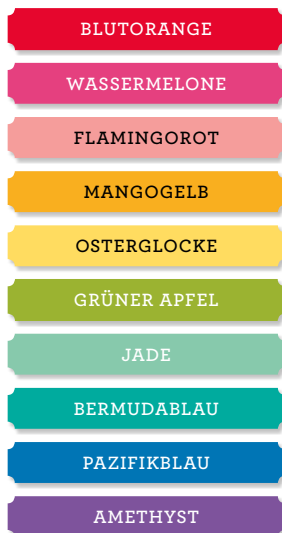 BLUTORANGE
WASSERMELONE
FLAMINGOROT
MANGOGELB
OSTERGLOCKE
GRÜNER APFEL
JADE
BERMUDABLAU
PAZIFIKBLAU
AMETHYST